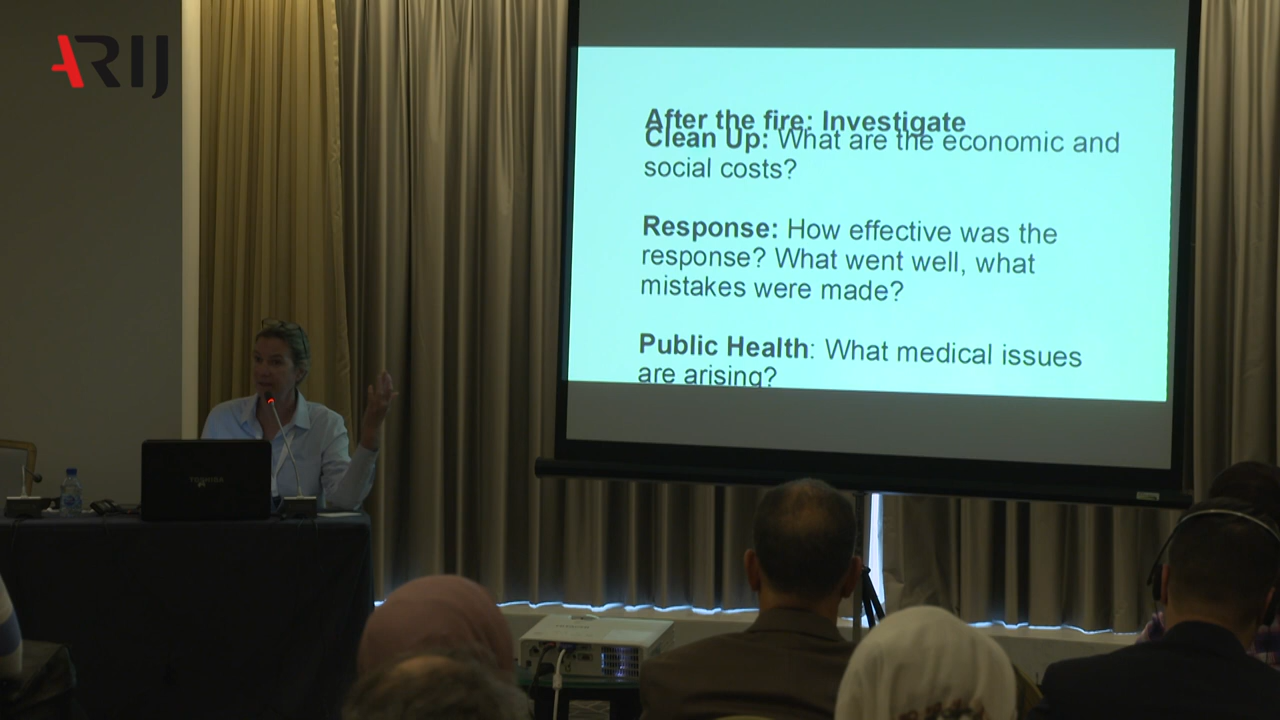 ARIJ
After the fire: Investigate
Clean Up: What are the economic and
social costs?
Response: How effective was the
response? What went well, what
mistakes were made?
Public Health: What medical issues
are arising?
TOSHIBA